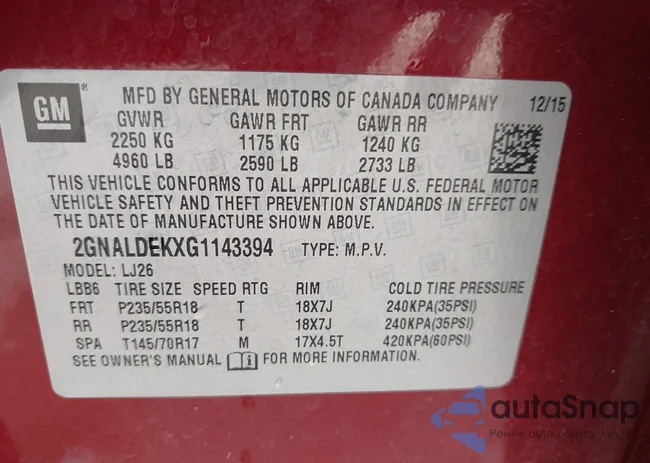 GM
MFD BY GENERAL MOTORS OF CANADA COMPANY 12/15
GVWR GAWR FRT GAWR RR
2250 KG 1175 KG 1240 KG
4960 LB 2590 LB 2733 LB
THIS VEHICLE CONFORMS TO ALL APPLICABLE U.S. FEDERAL MOTOR
VEHICLE SAFETY AND THEFT PREVENTION STANDARDS IN EFFECT ON
THE DATE OF MANUFACTURE SHOWN ABOVE.
2GNALDEKXG1143394 TYPE: M.P.V.
MODEL: LJ26
LBB6 TIRE SIZE SPEED RTG RIM COLD TIRE PRESSURE
FRT P235/55R18 T 18X7J 240KPA(35PSI)
RR P235/55R18 T 18X7J 240KPA(35PSI)
SPA T145/70R17 M 17X4.5T 420KPA(60PSI)
SEE OWNER'S MANUAL FOR MORE INFORMATION.
autoSnap
Pewne auta z aukcji USA